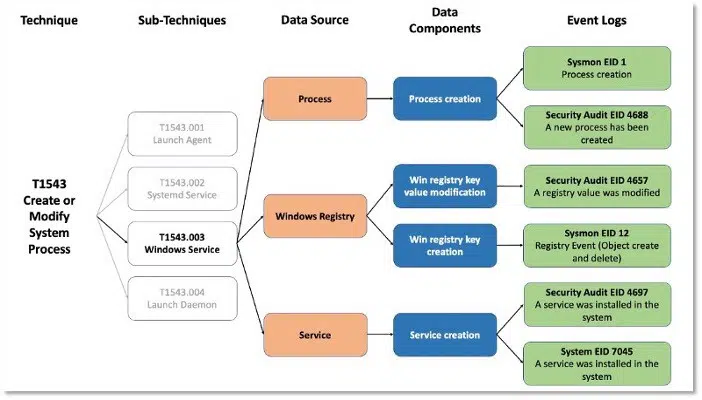 Technique
Sub-Techniques
Data Source
Data
Components
Event Logs
T1543
Create or
Modify
System
Process
T1543.001
Launch Agent
T1543.002
Systemd Service
T1543.003
Windows Service
T1543.004
Launch Daemon
Process
Windows Registry
Service
Process creation
Win registry key
value modification
Win registry key
creation
Service creation
Sysmon EID 1
Process creation
Security Audit EID 4688
A new process has been
created
Security Audit EID 4657
A registry value was modified
Sysmon EID 12
Registry Event (Object create
and delete)
Security Audit EID 4697
A service was installed in the
system
System EID 7045
A service was installed in the
system